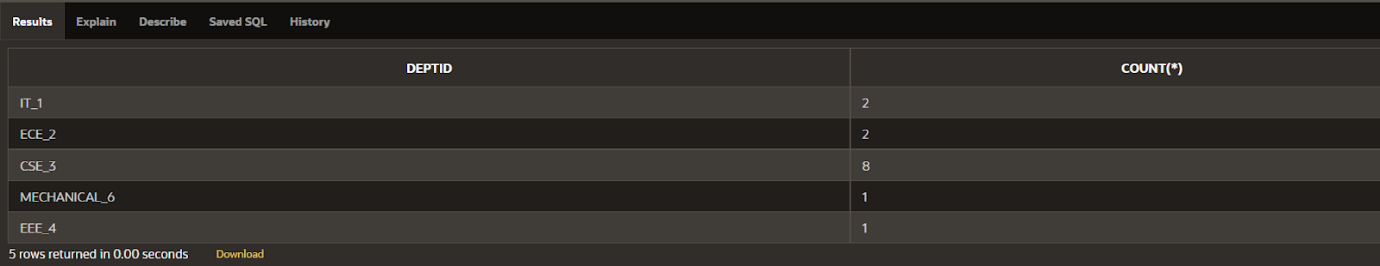 Results Explain Describe Saved SQL History
DEPTID COUNT(*)
IT_1 2
ECE_2 2
CSE_3 8
MECHANICAL_6 1
EEE_4 1
5 rows returned in 0.00 seconds Download